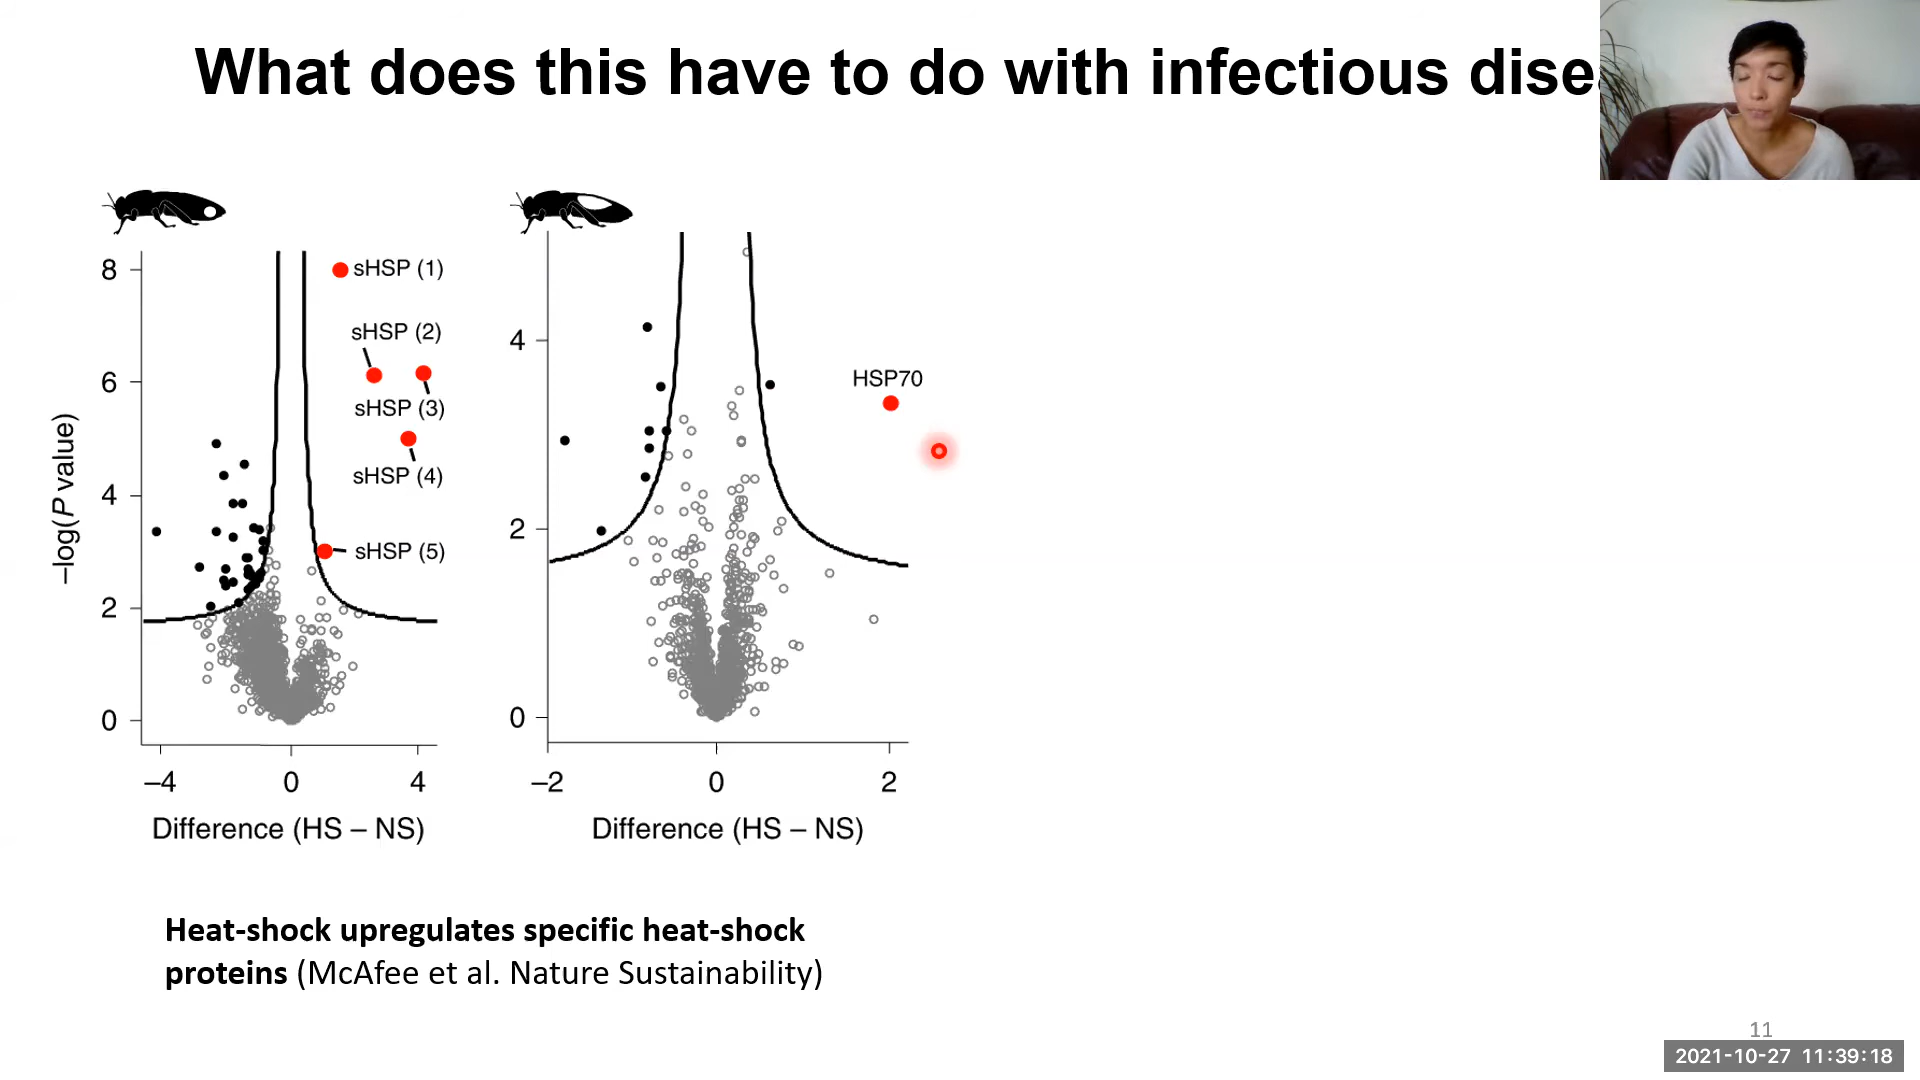 What does this have to do with infectious dise
8
6
4
2
0
–log(P value)
sHSP (1)
sHSP (2)
sHSP (3)
sHSP (4)
sHSP (5)
–4 0 4
Difference (HS – NS)
4
2
0
HSP70
–2 0 2
Difference (HS – NS)
Heat-shock upregulates specific heat-shock
proteins (McAfee et al. Nature Sustainability)
11
2021-10-27 11:39:18